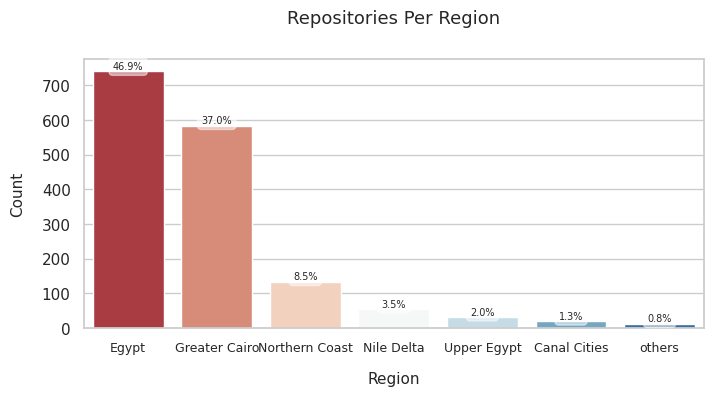 Repositories Per Region
Count
700
600
500
400
300
200
100
0
46.9%
37.0%
8.5%
3.5%
2.0%
1.3%
0.8%
Egypt
Greater Cairo
Northern Coast
Nile Delta
Upper Egypt
Canal Cities
others
Region